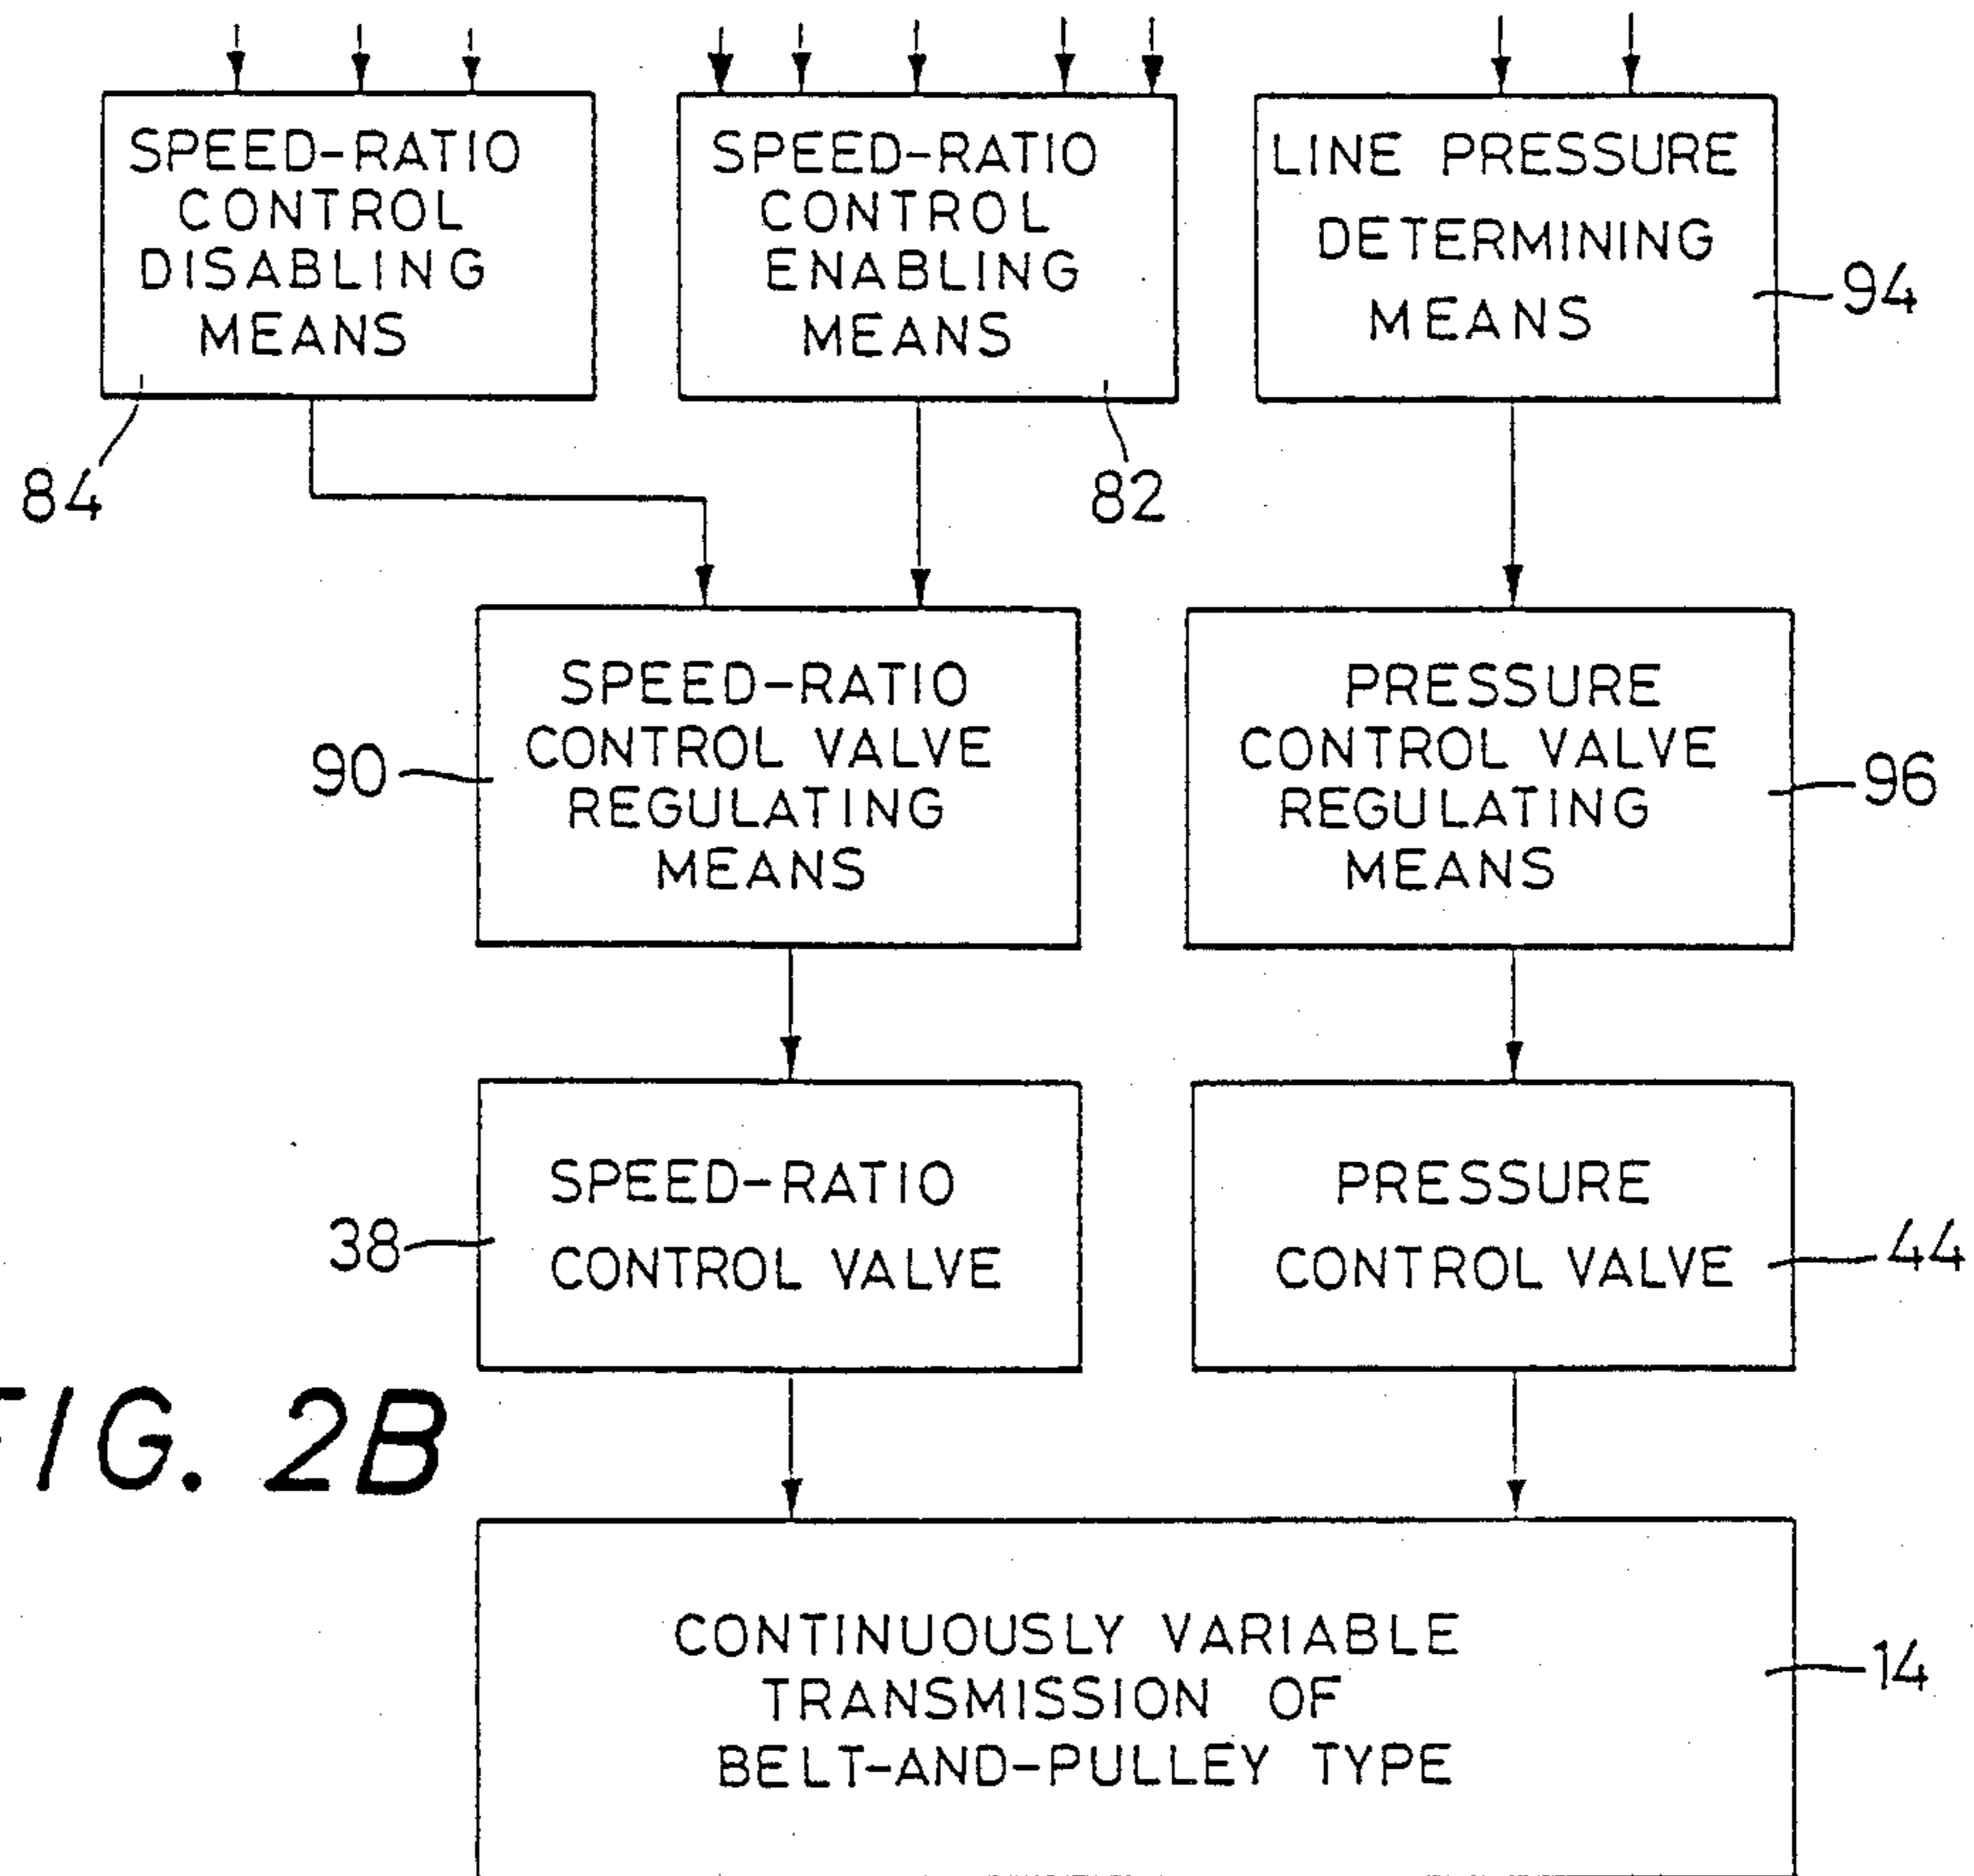 SPEED-RATIO
CONTROL
DISABLING
MEANS
84
SPEED-RATIO
CONTROL
ENABLING
MEANS
82
LINE PRESSURE
DETERMINING
MEANS
94
SPEED-RATIO
CONTROL VALVE
REGULATING
MEANS
90
PRESSURE
CONTROL VALVE
REGULATING
MEANS
96
SPEED-RATIO
CONTROL VALVE
38
PRESSURE
CONTROL VALVE
44
FIG. 2B
CONTINUOUSLY VARIABLE
TRANSMISSION OF
BELT-AND-PULLEY TYPE
14